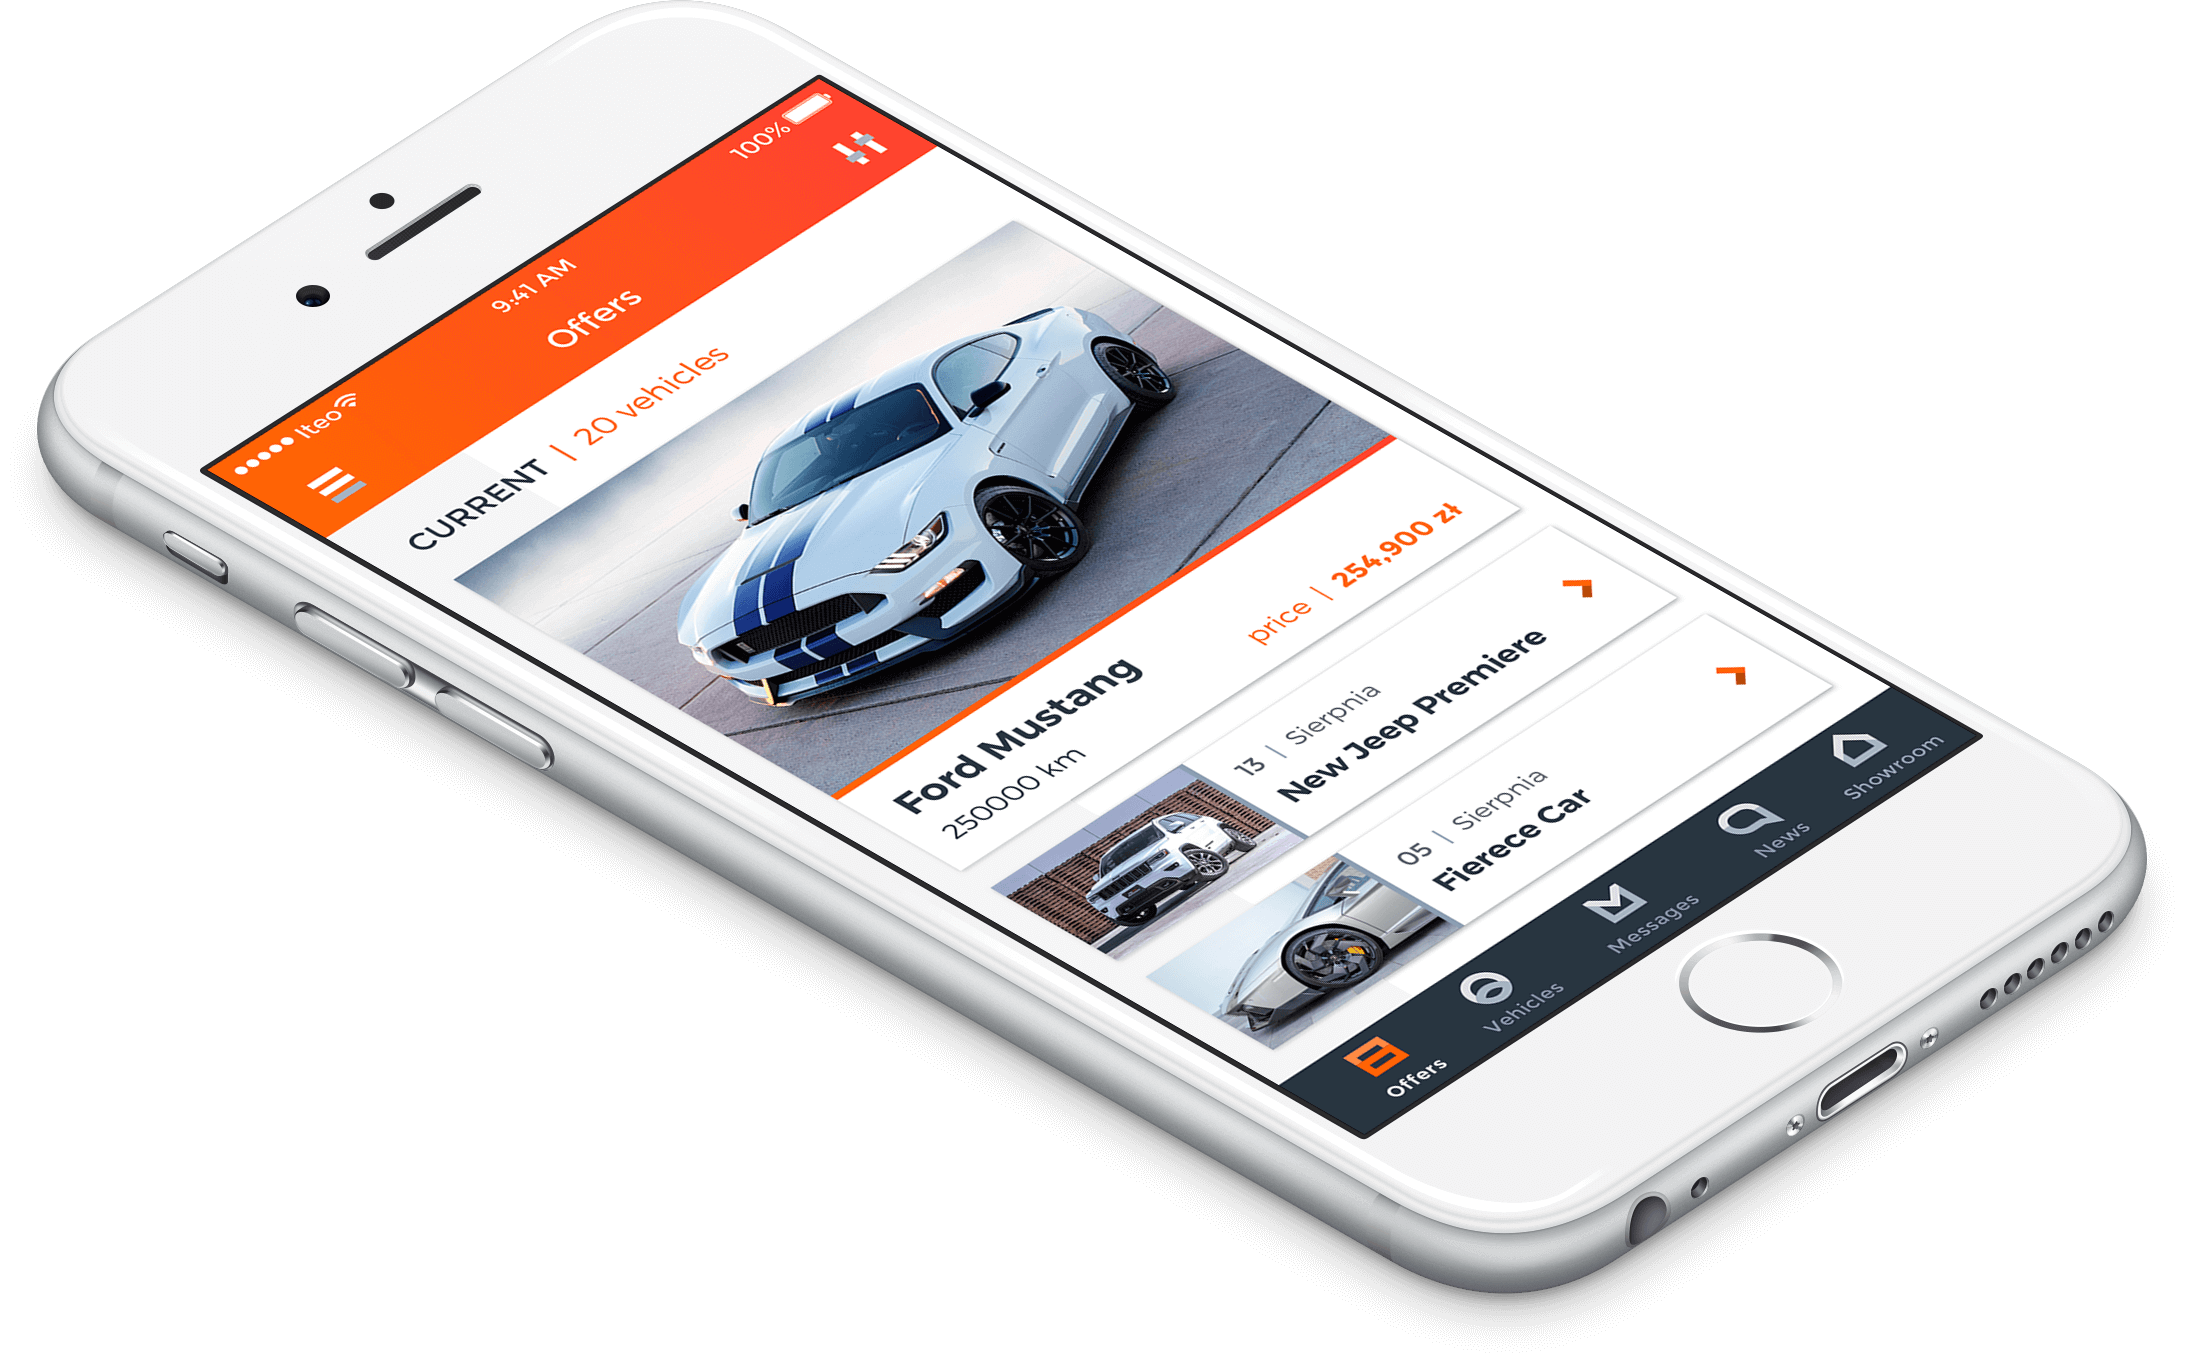 Iteo
9:41 AM
100%
Offers
CURRENT | 20 vehicles
Ford Mustang
250000 km
price | 254,900 zł
13 | Sierpnia
New Jeep Premiere
05 | Sierpnia
Fierece Car
Offers
Vehicles
Messages
News
Showroom